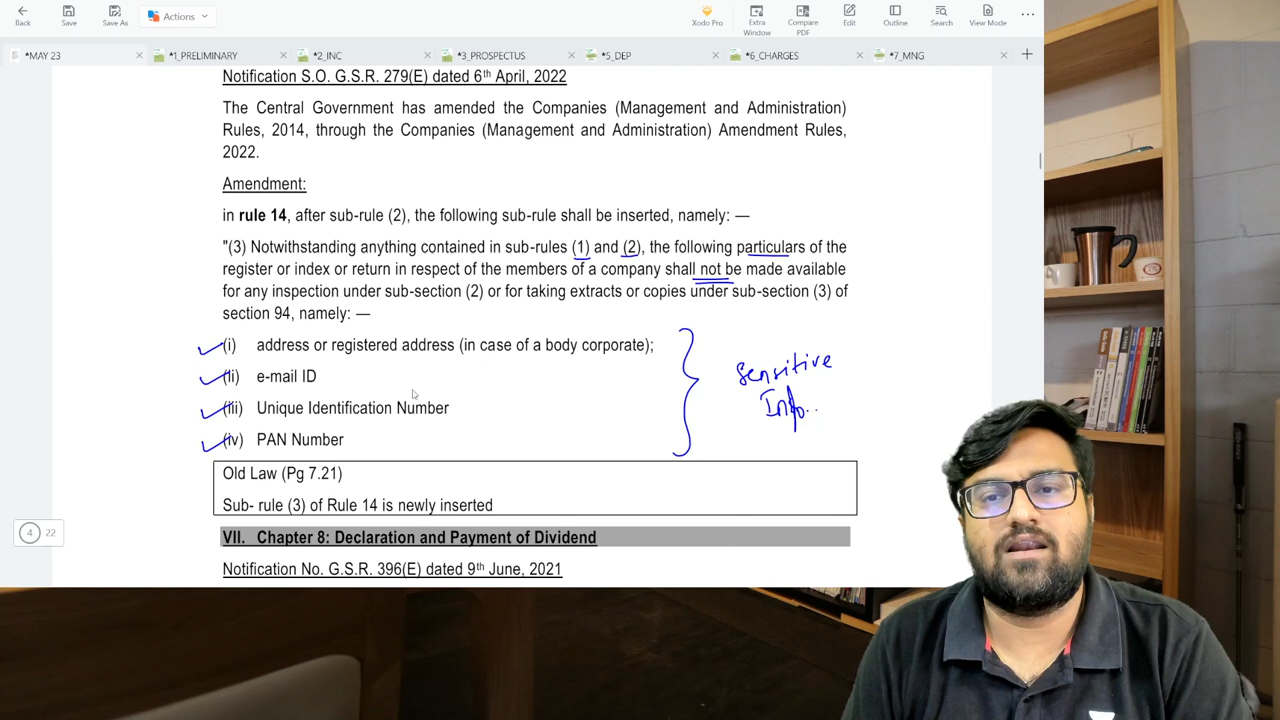 Back
Save
Save As
Actions
Xodo Pro
Extra Window
Compare PDF
Edit
Outline
Search
View Mode
*MAY 23
*1_PRELIMINARY
*2_INC
*3_PROSPECTUS
*5_DEP
*6_CHARGES
*7_MNG
Notification S.O. G.S.R. 279(E) dated 6th April, 2022
The Central Government has amended the Companies (Management and Administration)
Rules, 2014, through the Companies (Management and Administration) Amendment Rules,
2022.
Amendment:
in rule 14, after sub-rule (2), the following sub-rule shall be inserted, namely: —
"(3) Notwithstanding anything contained in sub-rules (1) and (2), the following particulars of the
register or index or return in respect of the members of a company shall not be made available
for any inspection under sub-section (2) or for taking extracts or copies under sub-section (3) of
section 94, namely: —
(i) address or registered address (in case of a body corporate);
(ii) e-mail ID
(iii) Unique Identification Number
(iv) PAN Number
Sensitive
Info..
Old Law (Pg 7.21)
Sub- rule (3) of Rule 14 is newly inserted
4 22
VII. Chapter 8: Declaration and Payment of Dividend
Notification No. G.S.R. 396(E) dated 9th June, 2021